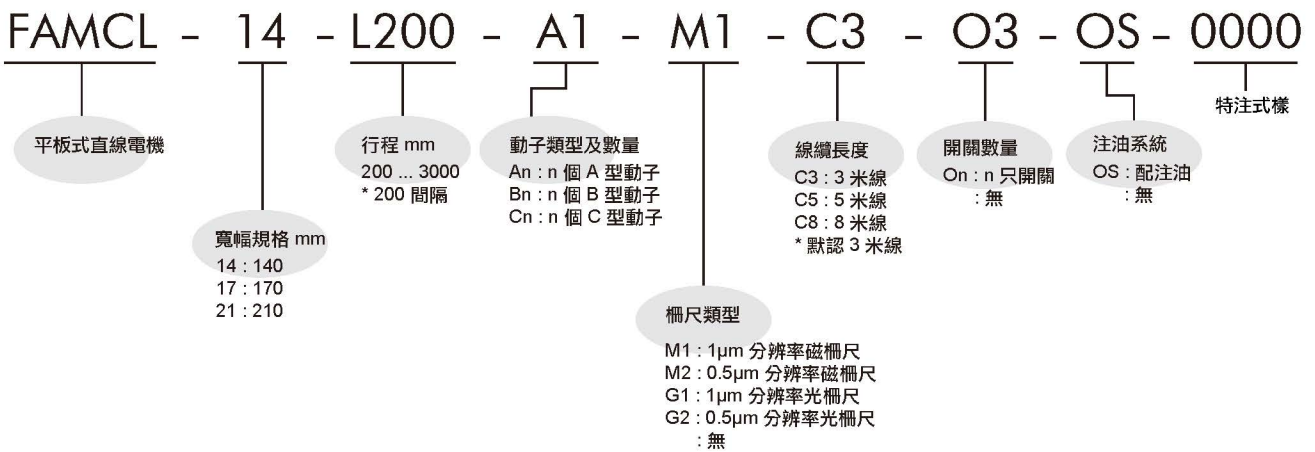 FAMCL - 14 - L200 - A1 - M1 - C3 - O3 - OS - 0000
平板式直線電機
寬幅規格 mm
14 : 140
17 : 170
21 : 210
行程 mm
200 ... 3000
* 200 間隔
動子類型及數量
An : n 個 A 型動子
Bn : n 個 B 型動子
Cn : n 個 C 型動子
柵尺類型
M1 : 1μm 分辨率磁柵尺
M2 : 0.5μm 分辨率磁柵尺
G1 : 1μm 分辨率光柵尺
G2 : 0.5μm 分辨率光柵尺
: 無
線纜長度
C3 : 3 米線
C5 : 5 米線
C8 : 8 米線
* 默認 3 米線
開關數量
On : n 只開關
: 無
注油系統
OS : 配注油
: 無
特注式樣